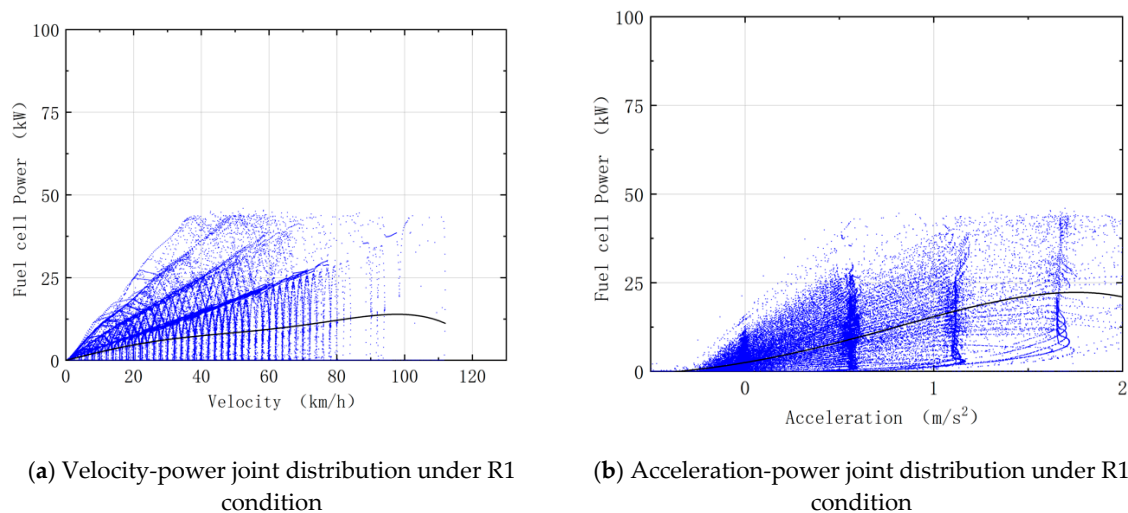 100
75
50
25
0
Fuel cell Power (kW)
0 20 40 60 80 100 120
Velocity (km/h)
(a) Velocity-power joint distribution under R1
condition
100
75
50
25
0
Fuel cell Power (kW)
0 1 2
Acceleration (m/s²)
(b) Acceleration-power joint distribution under R1
condition